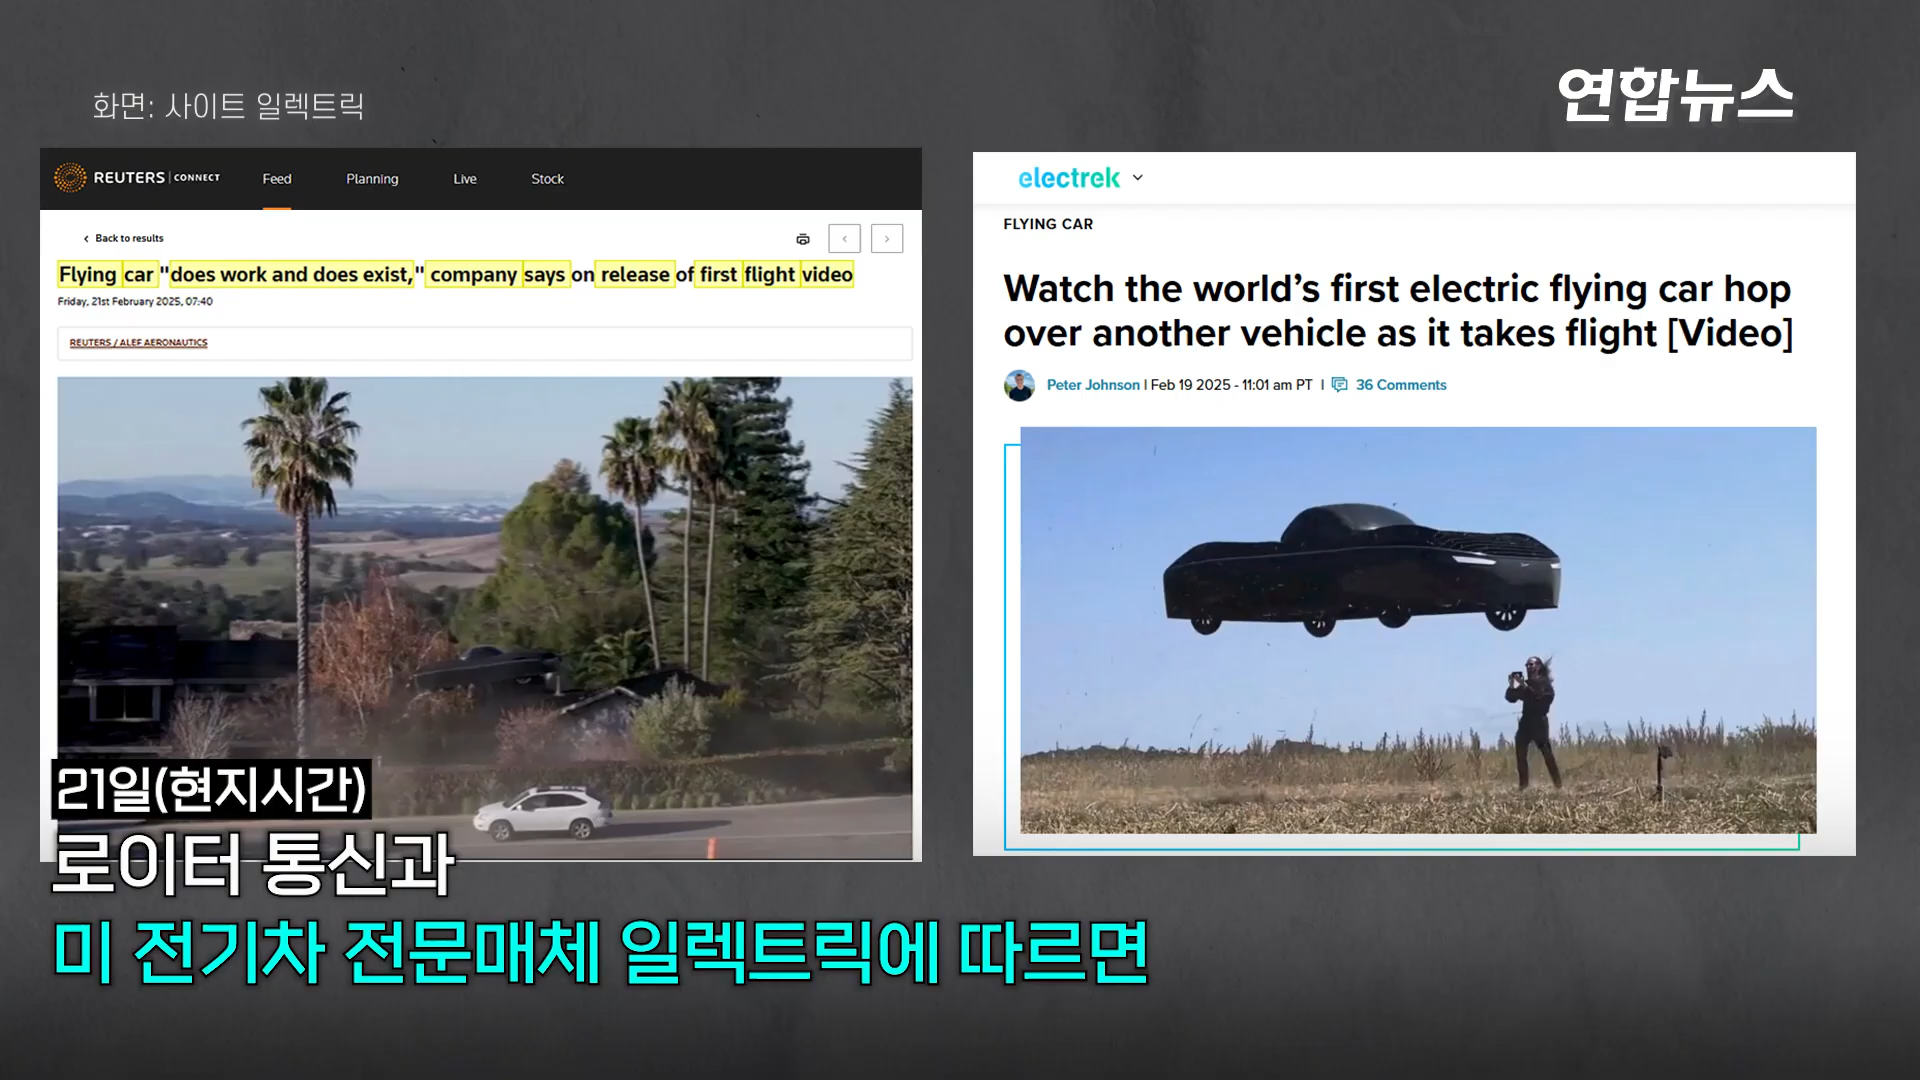 화면: 사이트 일렉트릭
연합뉴스
REUTERS CONNECT
Feed
Planning
Live
Stock
Back to results
Flying car "does work and does exist," company says on release of first flight video
Friday, 21st February 2025, 07:40
REUTERS / ALEF AERONAUTICS
electrek
FLYING CAR
Watch the world's first electric flying car hop
over another vehicle as it takes flight [Video]
Peter Johnson | Feb 19 2025 - 11:01 am PT | 36 Comments
21일(현지시간)
로이터 통신과
미 전기차 전문매체 일렉트릭에 따르면